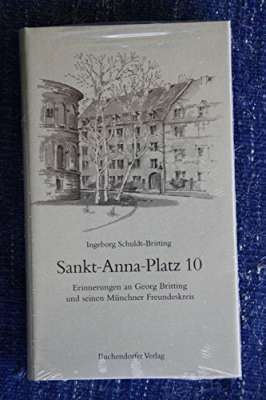 Ingeborg Schuldt-Britting
Sankt-Anna-Platz 10
Erinnerungen an Georg Britting
und seinen Münchner Freundeskreis
Buchendorfer Verlag